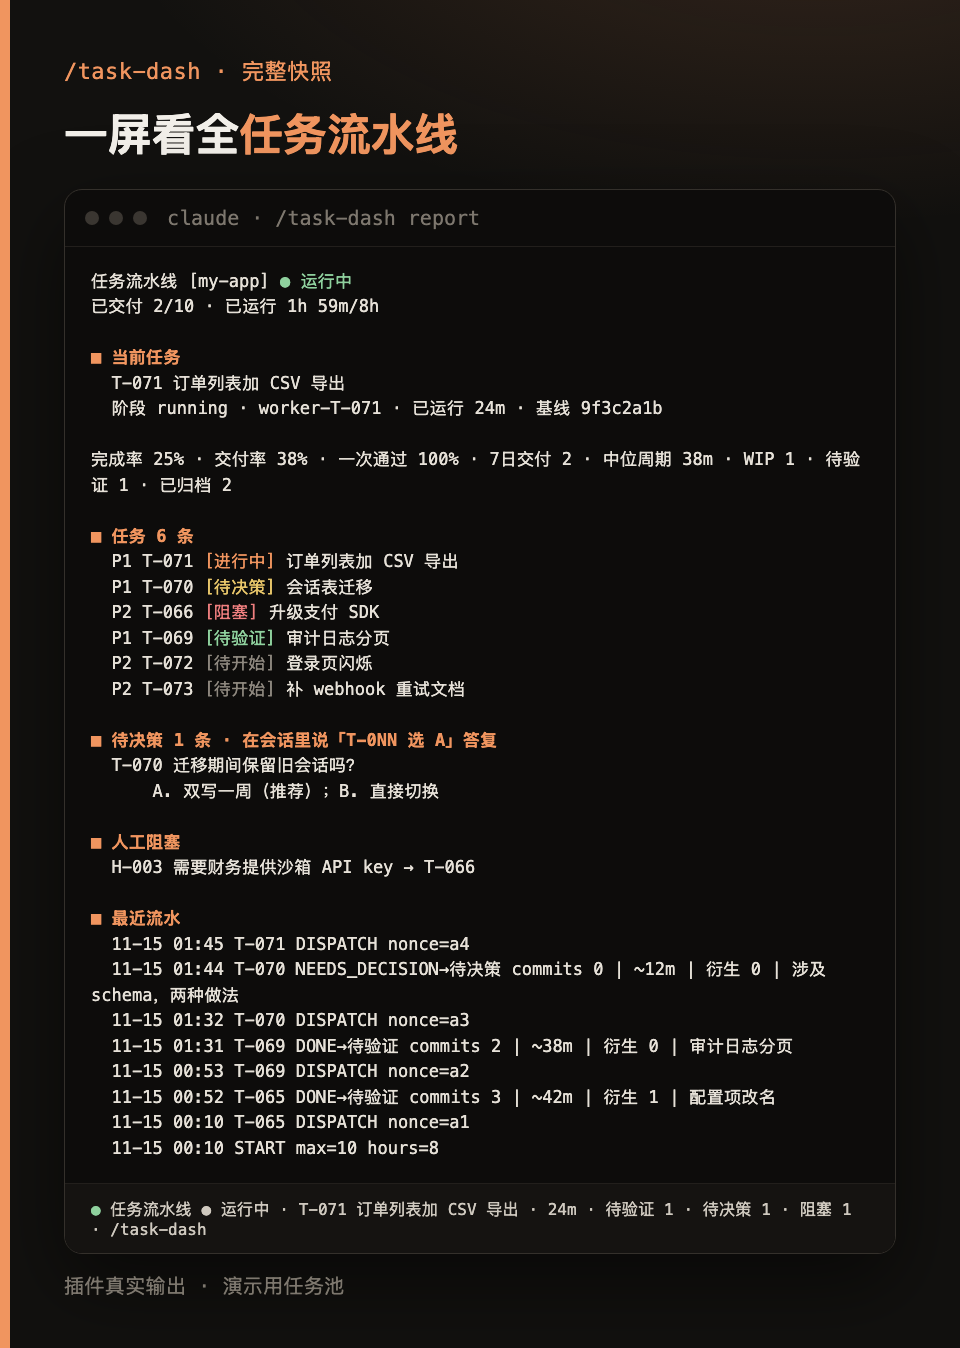 /task-dash · 完整快照
一屏看全任务流水线
claude · /task-dash report
任务流水线 [my-app] ● 运行中
已交付 2/10 · 已运行 1h 59m/8h
■ 当前任务
T-071 订单列表加 CSV 导出
阶段 running · worker-T-071 · 已运行 24m · 基线 9f3c2a1b
完成率 25% · 交付率 38% · 一次通过 100% · 7日交付 2 · 中位周期 38m · WIP 1 · 待验
证 1 · 已归档 2
■ 任务 6 条
P1 T-071 [进行中] 订单列表加 CSV 导出
P1 T-070 [待决策] 会话表迁移
P2 T-066 [阻塞] 升级支付 SDK
P1 T-069 [待验证] 审计日志分页
P2 T-072 [待开始] 登录页闪烁
P2 T-073 [待开始] 补 webhook 重试文档
■ 待决策 1 条 · 在会话里说「T-0NN 选 A」答复
T-070 迁移期间保留旧会话吗?
A. 双写一周（推荐）；B. 直接切换
■ 人工阻塞
H-003 需要财务提供沙箱 API key → T-066
■ 最近流水
11-15 01:45 T-071 DISPATCH nonce=a4
11-15 01:44 T-070 NEEDS_DECISION→待决策 commits 0 | ~12m | 衍生 0 | 涉及
schema, 两种做法
11-15 01:32 T-070 DISPATCH nonce=a3
11-15 01:31 T-069 DONE→待验证 commits 2 | ~38m | 衍生 0 | 审计日志分页
11-15 00:53 T-069 DISPATCH nonce=a2
11-15 00:52 T-065 DONE→待验证 commits 3 | ~42m | 衍生 1 | 配置项改名
11-15 00:10 T-065 DISPATCH nonce=a1
11-15 00:10 START max=10 hours=8
● 任务流水线 ● 运行中 · T-071 订单列表加 CSV 导出 · 24m · 待验证 1 · 待决策 1 · 阻塞 1
· /task-dash
插件真实输出 · 演示用任务池